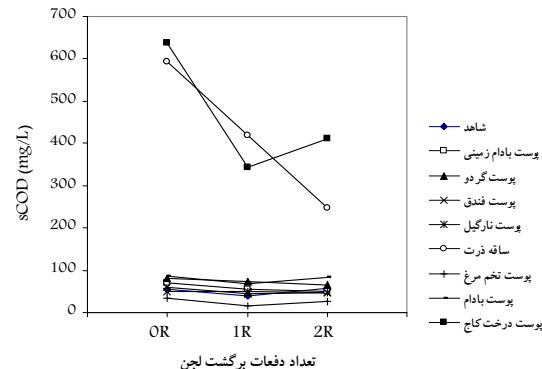 700
600
500
400
300
200
100
0
sCOD (mg/L)
0R 1R 2R
تعداد دفعات برگشت لجن
شاهد
پوست بادام زمینی
پوست گردو
پوست فندق
پوست نارگیل
ساقه ذرت
پوست تخم مرغ
پوست بادام
پوست درخت کاج